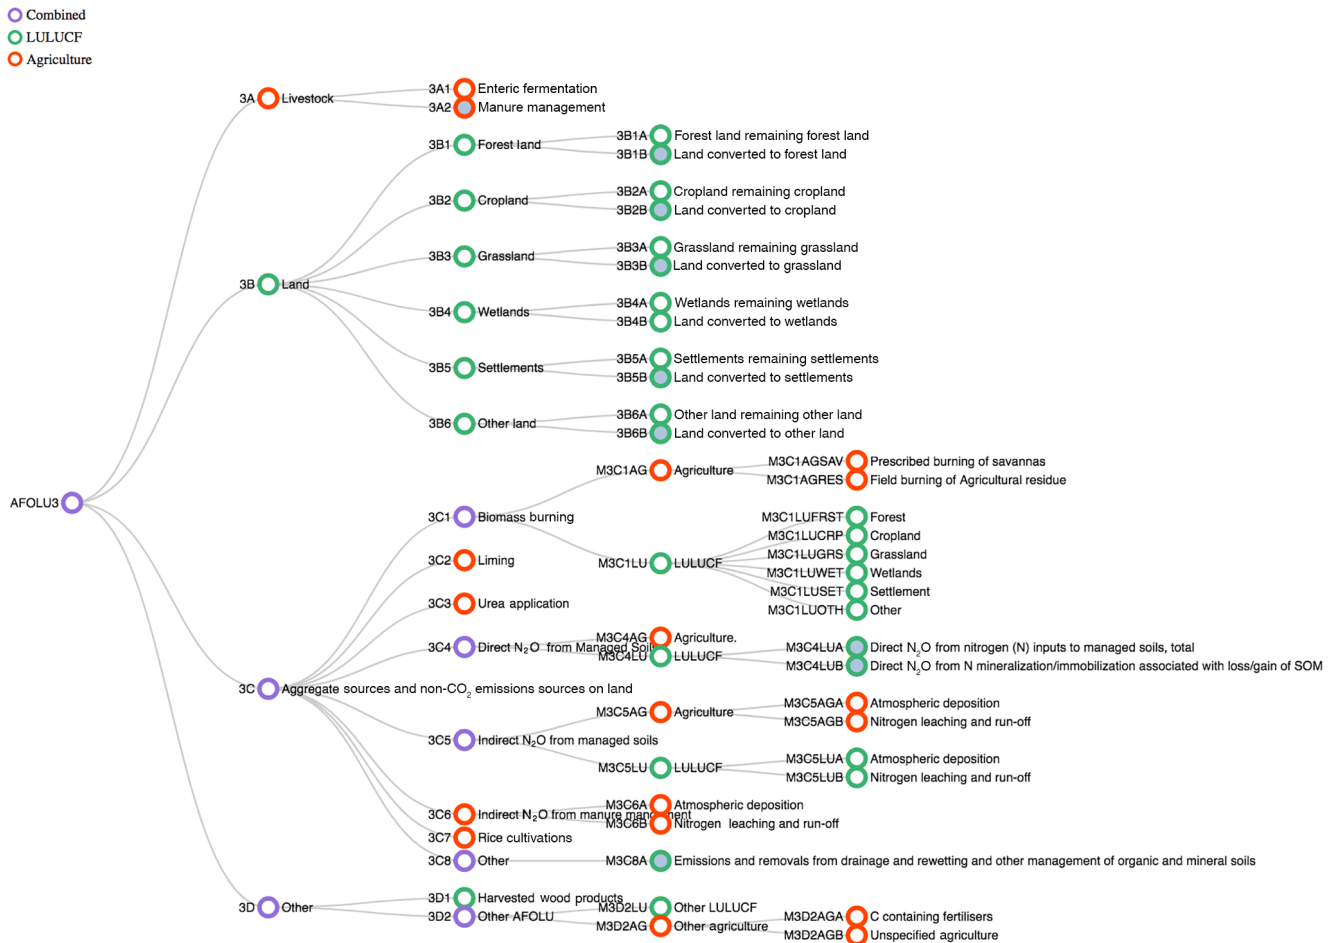 Combined
LULUCF
Agriculture
3A Livestock
3A1 Enteric fermentation
3A2 Manure management
3B Land
3B1 Forest land
3B1A Forest land remaining forest land
3B1B Land converted to forest land
3B2 Cropland
3B2A Cropland remaining cropland
3B2B Land converted to cropland
3B3 Grassland
3B3A Grassland remaining grassland
3B3B Land converted to grassland
3B4 Wetlands
3B4A Wetlands remaining wetlands
3B4B Land converted to wetlands
3B5 Settlements
3B5A Settlements remaining settlements
3B5B Land converted to settlements
3B6 Other land
3B6A Other land remaining other land
3B6B Land converted to other land
AFOLU3
3C Aggregate sources and non-CO₂ emissions sources on land
3C1 Biomass burning
M3C1AG Agriculture
M3C1AGSAV Prescribed burning of savannas
M3C1AGRES Field burning of Agricultural residue
M3C1LU LULUCF
M3C1LUFRST Forest
M3C1LUCRP Cropland
M3C1LUGRS Grassland
M3C1LUWET Wetlands
M3C1LUSET Settlement
M3C1LUOTH Other
3C2 Liming
3C3 Urea application
3C4 Direct N₂O from Managed Soils
M3C4AG Agriculture.
M3C4LU LULUCF
M3C4LUA Direct N₂O from nitrogen (N) inputs to managed soils, total
M3C4LUB Direct N₂O from N mineralization/immobilization associated with loss/gain of SOM
3C5 Indirect N₂O from managed soils
M3C5AG Agriculture
M3C5AGA Atmospheric deposition
M3C5AGB Nitrogen leaching and run-off
M3C5LU LULUCF
M3C5LUA Atmospheric deposition
M3C5LUB Nitrogen leaching and run-off
3C6 Indirect N₂O from manure
M3C6A Atmospheric deposition
M3C6B Nitrogen leaching and run-off
3C7 Rice cultivations
3C8 Other
M3C8A Emissions and removals from drainage and rewetting and other management of organic and mineral soils
3D Other
3D1 Harvested wood products
3D2 Other AFOLU
M3D2LU Other LULUCF
M3D2AG Other agriculture
M3D2AGA C containing fertilisers
M3D2AGB Unspecified agriculture